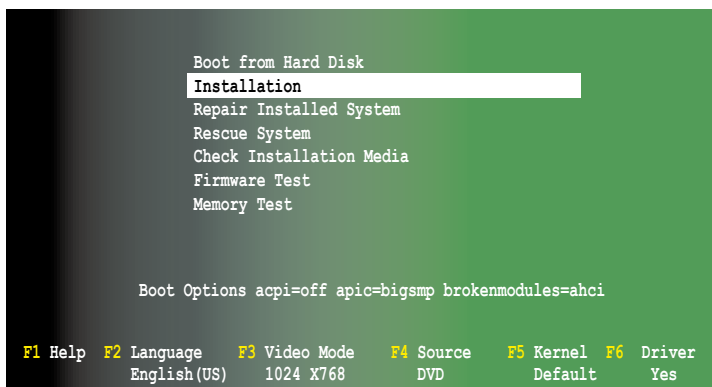 Boot from Hard Disk
Installation
Repair Installed System
Rescue System
Check Installation Media
Firmware Test
Memory Test
Boot Options acpi=off apic=bigsmp brokenmodules=ahci
F1 Help F2 Language F3 Video Mode F4 Source F5 Kernel F6 Driver
English(US) 1024 X768 DVD Default Yes